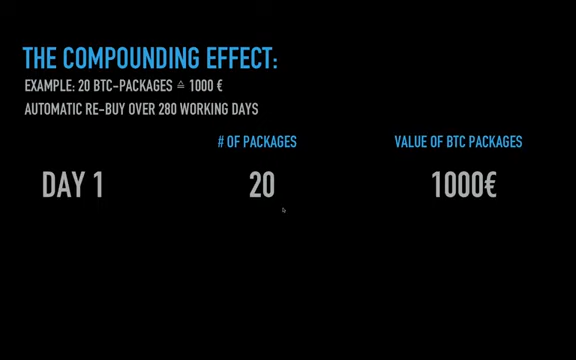 THE COMPOUNDING EFFECT:
EXAMPLE: 20 BTC-PACKAGES ≙ 1000 €
AUTOMATIC RE-BUY OVER 280 WORKING DAYS
# OF PACKAGES VALUE OF BTC PACKAGES
DAY 1 20 1000€